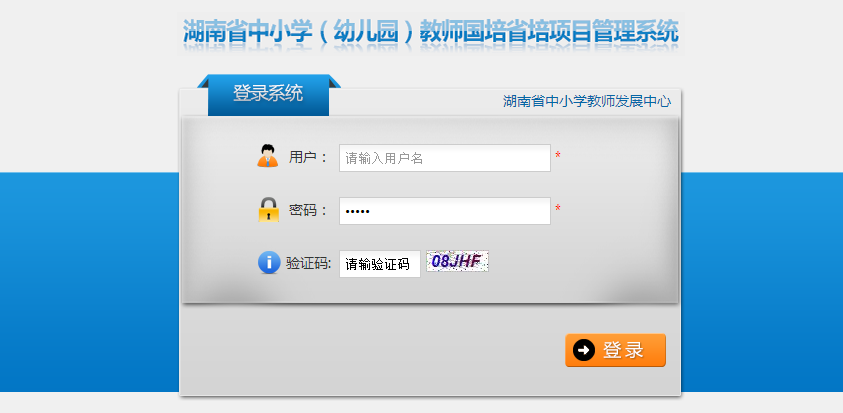 湖南省中小学（幼儿园）教师国培省培项目管理系统
登录系统
湖南省中小学教师发展中心
用户： 请输入用户名 *
密码： ••••• *
验证码: 请输验证码 08JHF
登录